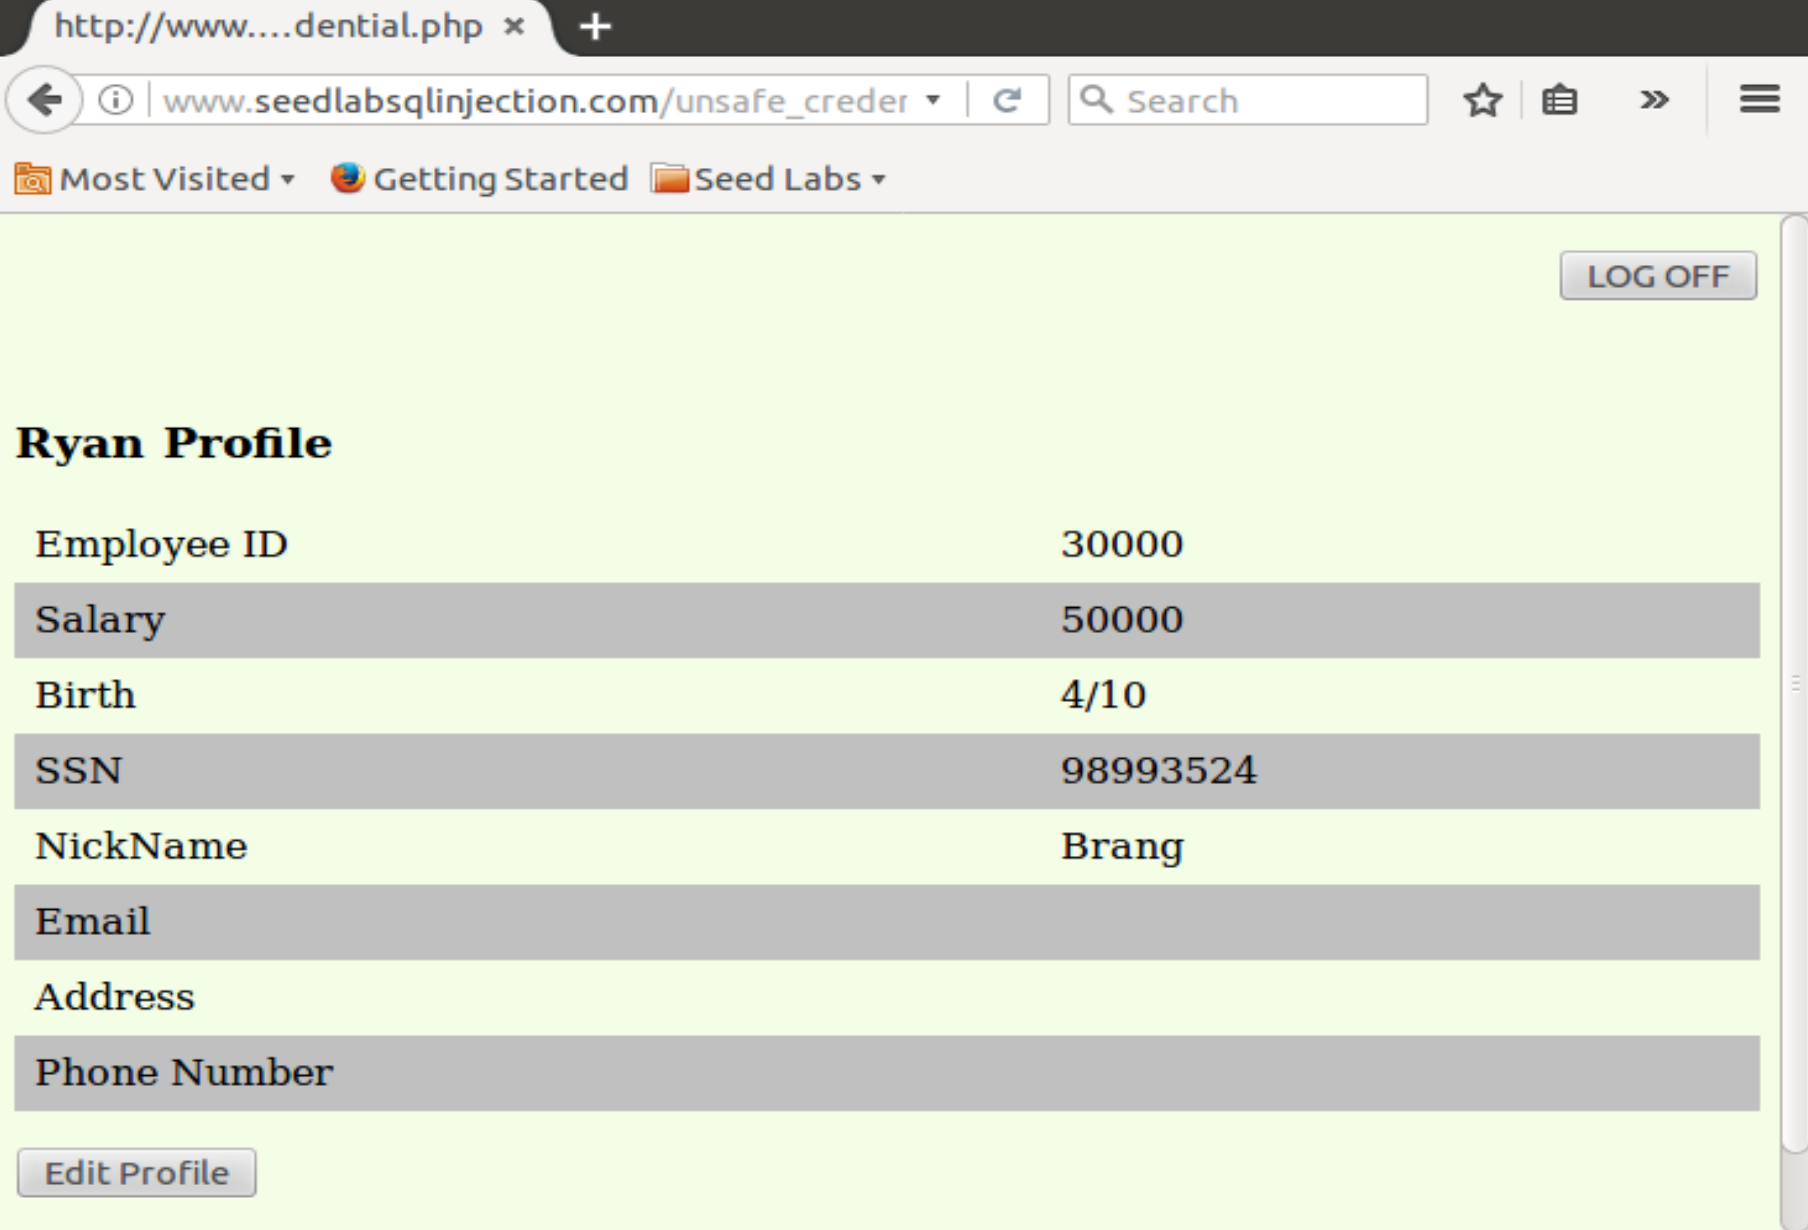 http://www....dential.php
www.seedlabsqlinjection.com/unsafe_creder
Search
Most Visited Getting Started Seed Labs
LOG OFF
Ryan Profile
Employee ID 30000
Salary 50000
Birth 4/10
SSN 98993524
NickName Brang
Email
Address
Phone Number
Edit Profile